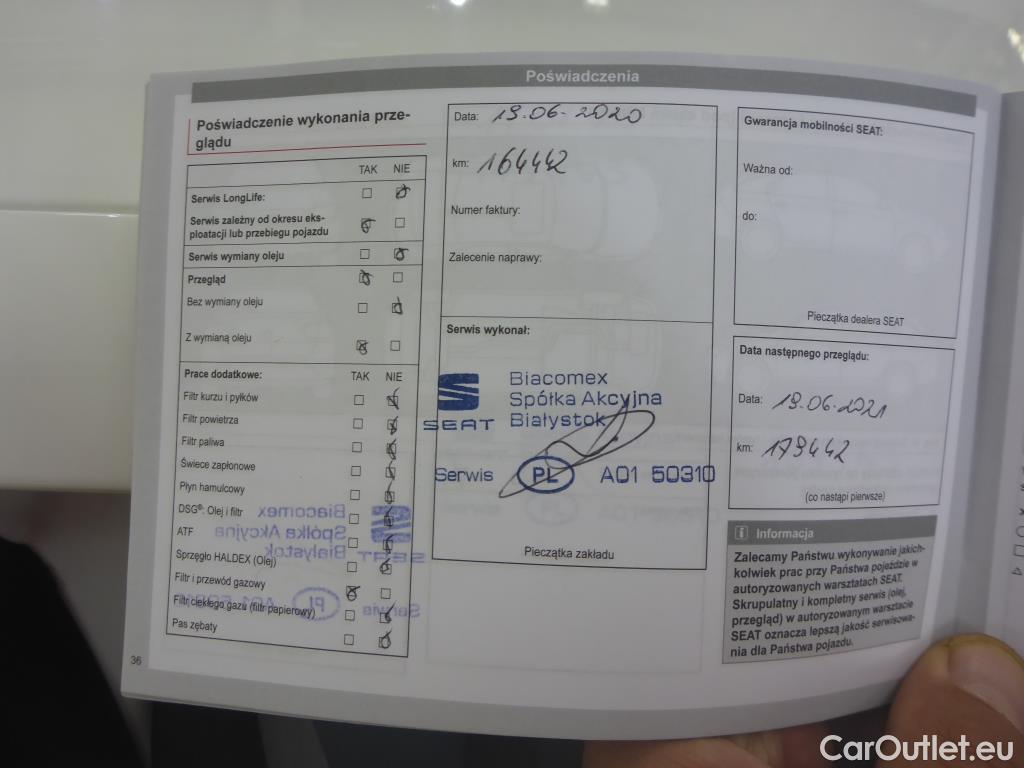 Poświadczenia
Poświadczenie wykonania prze-
glądu
TAK NIE
Serwis LongLife:
Serwis zależny od okresu eks-
ploatacji lub przebiegu pojazdu
Serwis wymiany oleju
Przegląd
Bez wymiany oleju
Z wymianą oleju
Prace dodatkowe: TAK NIE
Filtr kurzu i pyłków
Filtr powietrza
Filtr paliwa
Świece zapłonowe
Płyn hamulcowy
DSG®: Olej i filtr
ATF
Sprzęgło HALDEX (Olej)
Filtr i przewód gazowy
Filtr ciekłego gazu (filtr papierowy)
Pas zębaty
36
Data: 19.06.2020
km: 164442
Numer faktury:
Zalecenie naprawy:
Serwis wykonał:
SEAT
Biacomex
Spółka Akcyjna
Białystok
Serwis PL A01 50310
Pieczątka zakładu
Gwarancja mobilności SEAT:
Ważna od:
do:
Pieczątka dealera SEAT
Data następnego przeglądu:
Data: 19.06.2021
km: 179442
(co nastąpi pierwsze)
i Informacja
Zalecamy Państwu wykonywanie jakich-
kolwiek prac przy Państwa pojeździe w
autoryzowanych warsztatach SEAT.
Skrupulatny i kompletny serwis (olej,
przegląd) w autoryzowanym warsztacie
SEAT oznacza lepszą jakość serwisowa-
nia dla Państwa pojazdu.
CarOutlet.eu